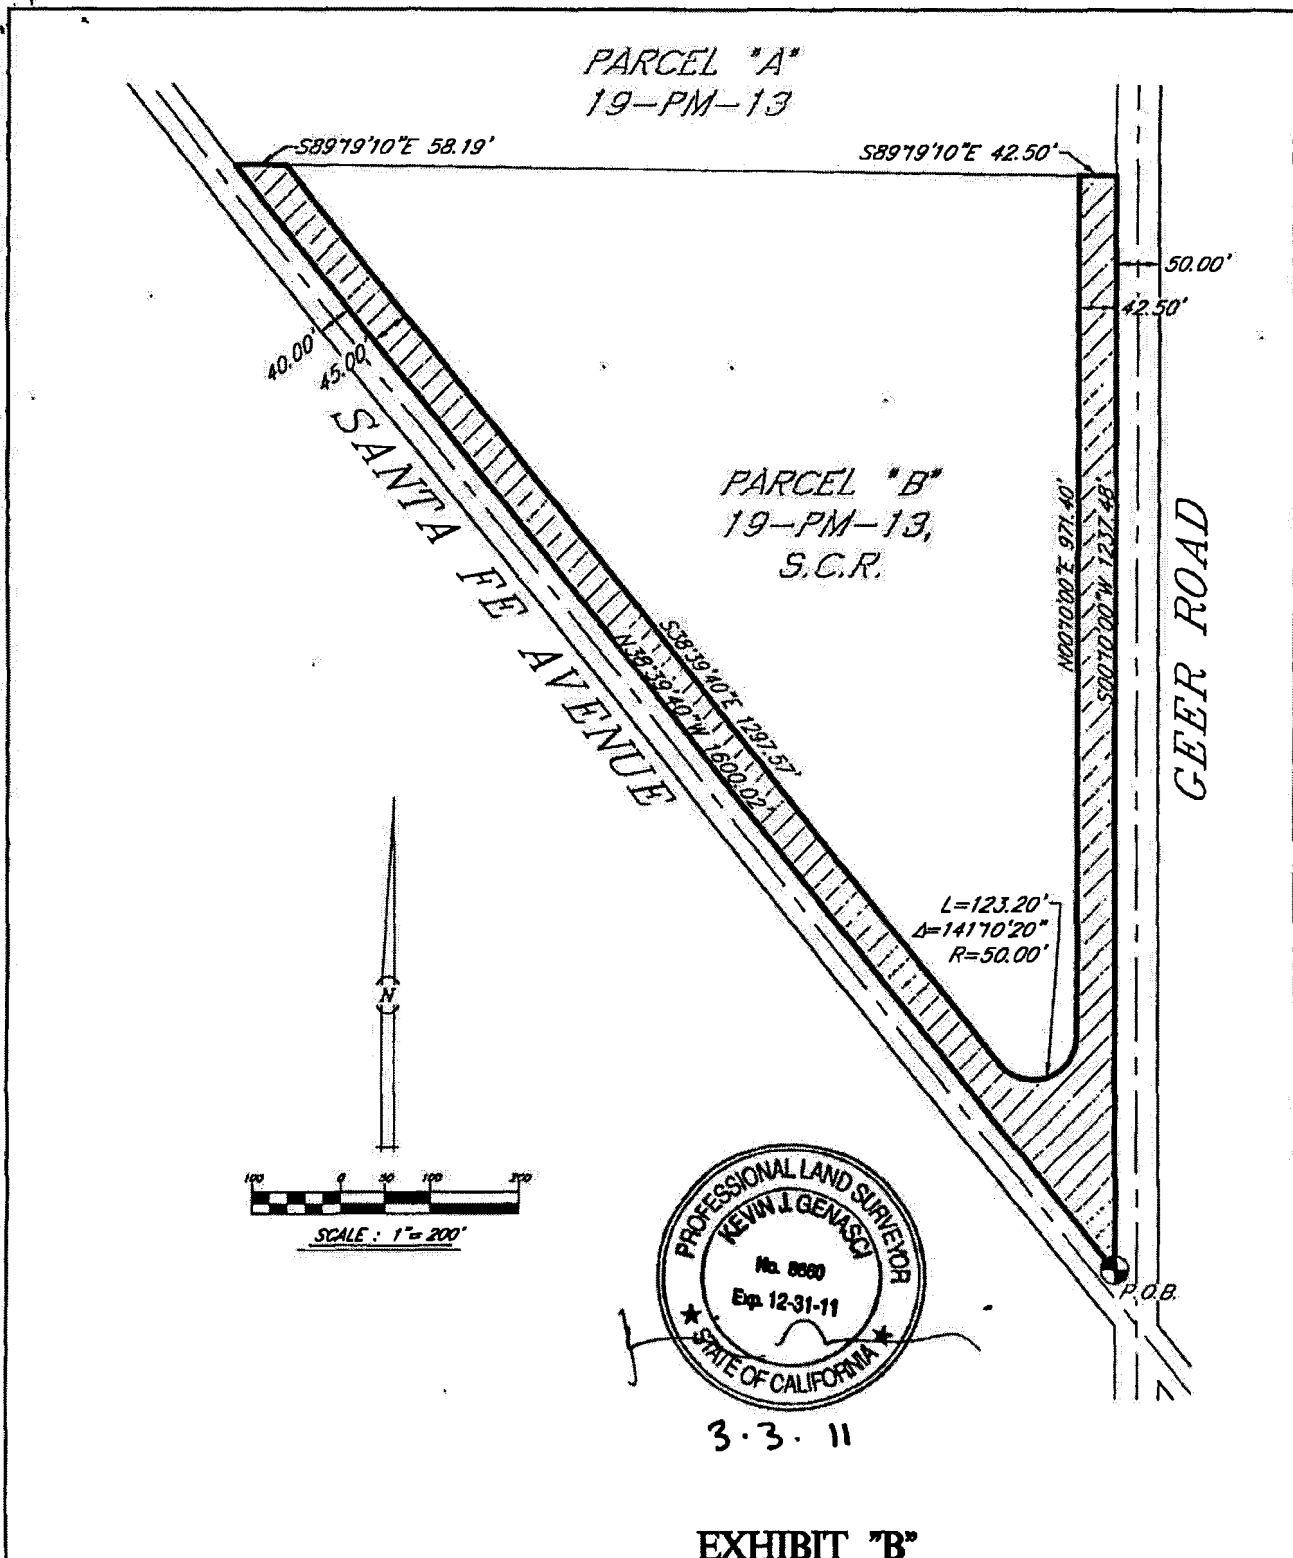 PARCEL "A"
19-PM-13
S89°19'10"E 58.19'
S89°19'10"E 42.50'
50.00'
42.50'
40.00'
45.00'
SANTA FE AVENUE
PARCEL "B"
19-PM-13,
S.C.R.
N00°10'00"E 971.40'
S00°10'00"W 1237.48'
GEER ROAD
S38°39'40"E 1297.57'
N38°39'40"W 1600.02'
L=123.20'
Δ=141°10'20"
R=50.00'
N
100 0 50 100 200
SCALE : 1"= 200'
PROFESSIONAL LAND SURVEYOR
KEVIN J. GENASCI
No. 8660
Exp. 12-31-11
STATE OF CALIFORNIA
P.O.B.
3.3.11
EXHIBIT "B"